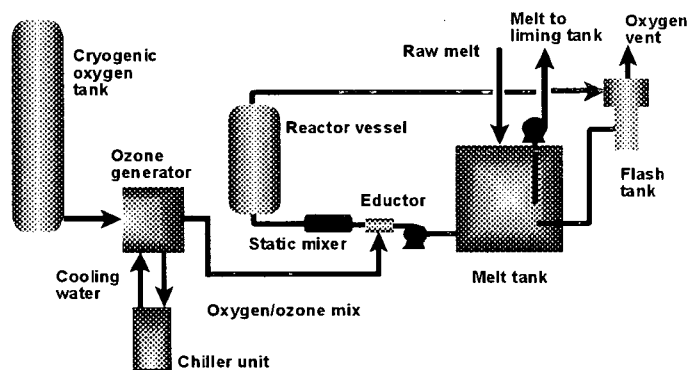 Cryogenic
oxygen
tank
Ozone
generator
Cooling
water
Chiller unit
Oxygen/ozone mix
Reactor vessel
Static mixer
Eductor
Raw melt
Melt to
liming tank
Melt tank
Oxygen
vent
Flash
tank